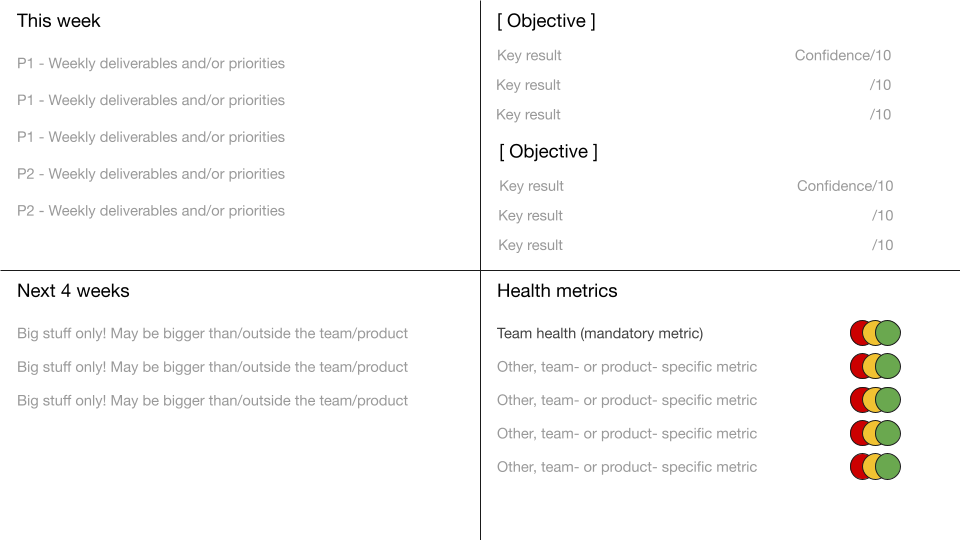 This week
P1 - Weekly deliverables and/or priorities
P1 - Weekly deliverables and/or priorities
P1 - Weekly deliverables and/or priorities
P2 - Weekly deliverables and/or priorities
P2 - Weekly deliverables and/or priorities
[ Objective ]
Key result Confidence/10
Key result /10
Key result /10
[ Objective ]
Key result Confidence/10
Key result /10
Key result /10
Next 4 weeks
Big stuff only! May be bigger than/outside the team/product
Big stuff only! May be bigger than/outside the team/product
Big stuff only! May be bigger than/outside the team/product
Health metrics
Team health (mandatory metric)
Other, team- or product- specific metric
Other, team- or product- specific metric
Other, team- or product- specific metric
Other, team- or product- specific metric